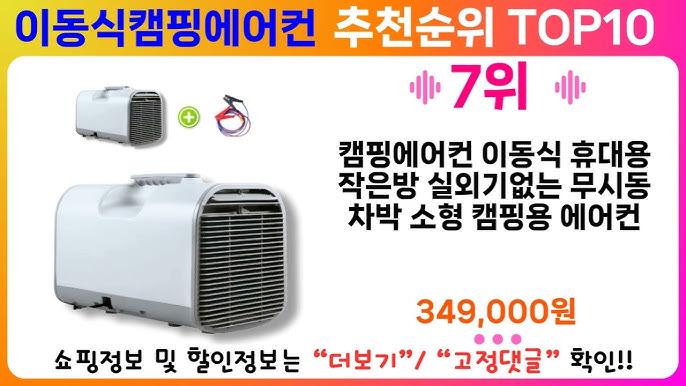 이동식캠핑에어컨 추천순위 TOP10
7위
캠핑에어컨 이동식 휴대용
작은방 실외기없는 무시동
차박 소형 캠핑용 에어컨
349,000원
쇼핑정보 및 할인정보는 “더보기”/ “고정댓글” 확인!!